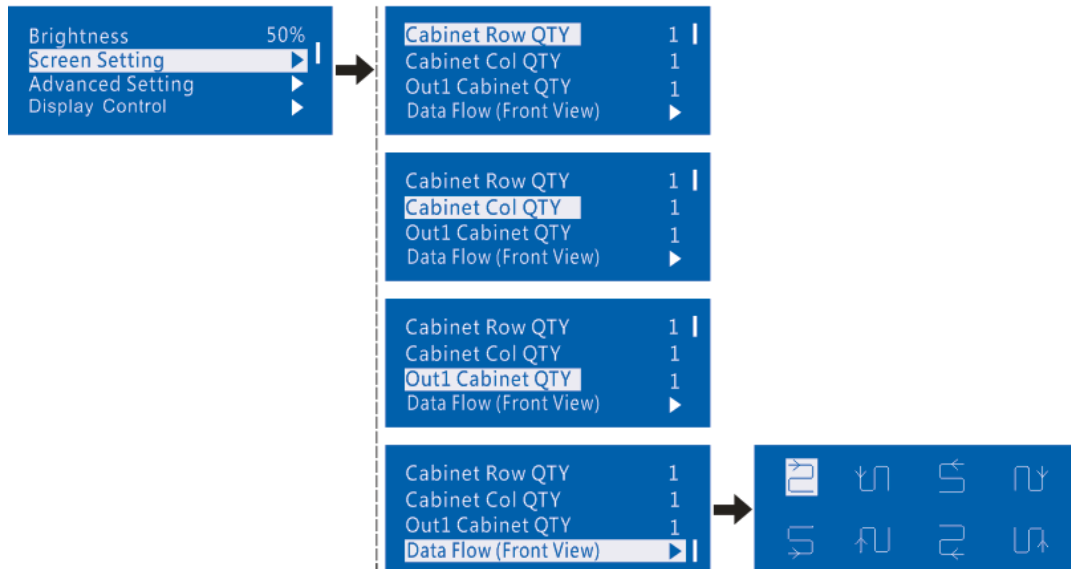 Brightness 50%
Screen Setting
Advanced Setting
Display Control
Cabinet Row QTY 1
Cabinet Col QTY 1
Out1 Cabinet QTY 1
Data Flow (Front View)
Cabinet Row QTY 1
Cabinet Col QTY 1
Out1 Cabinet QTY 1
Data Flow (Front View)
Cabinet Row QTY 1
Cabinet Col QTY 1
Out1 Cabinet QTY 1
Data Flow (Front View)
Cabinet Row QTY 1
Cabinet Col QTY 1
Out1 Cabinet QTY 1
Data Flow (Front View)